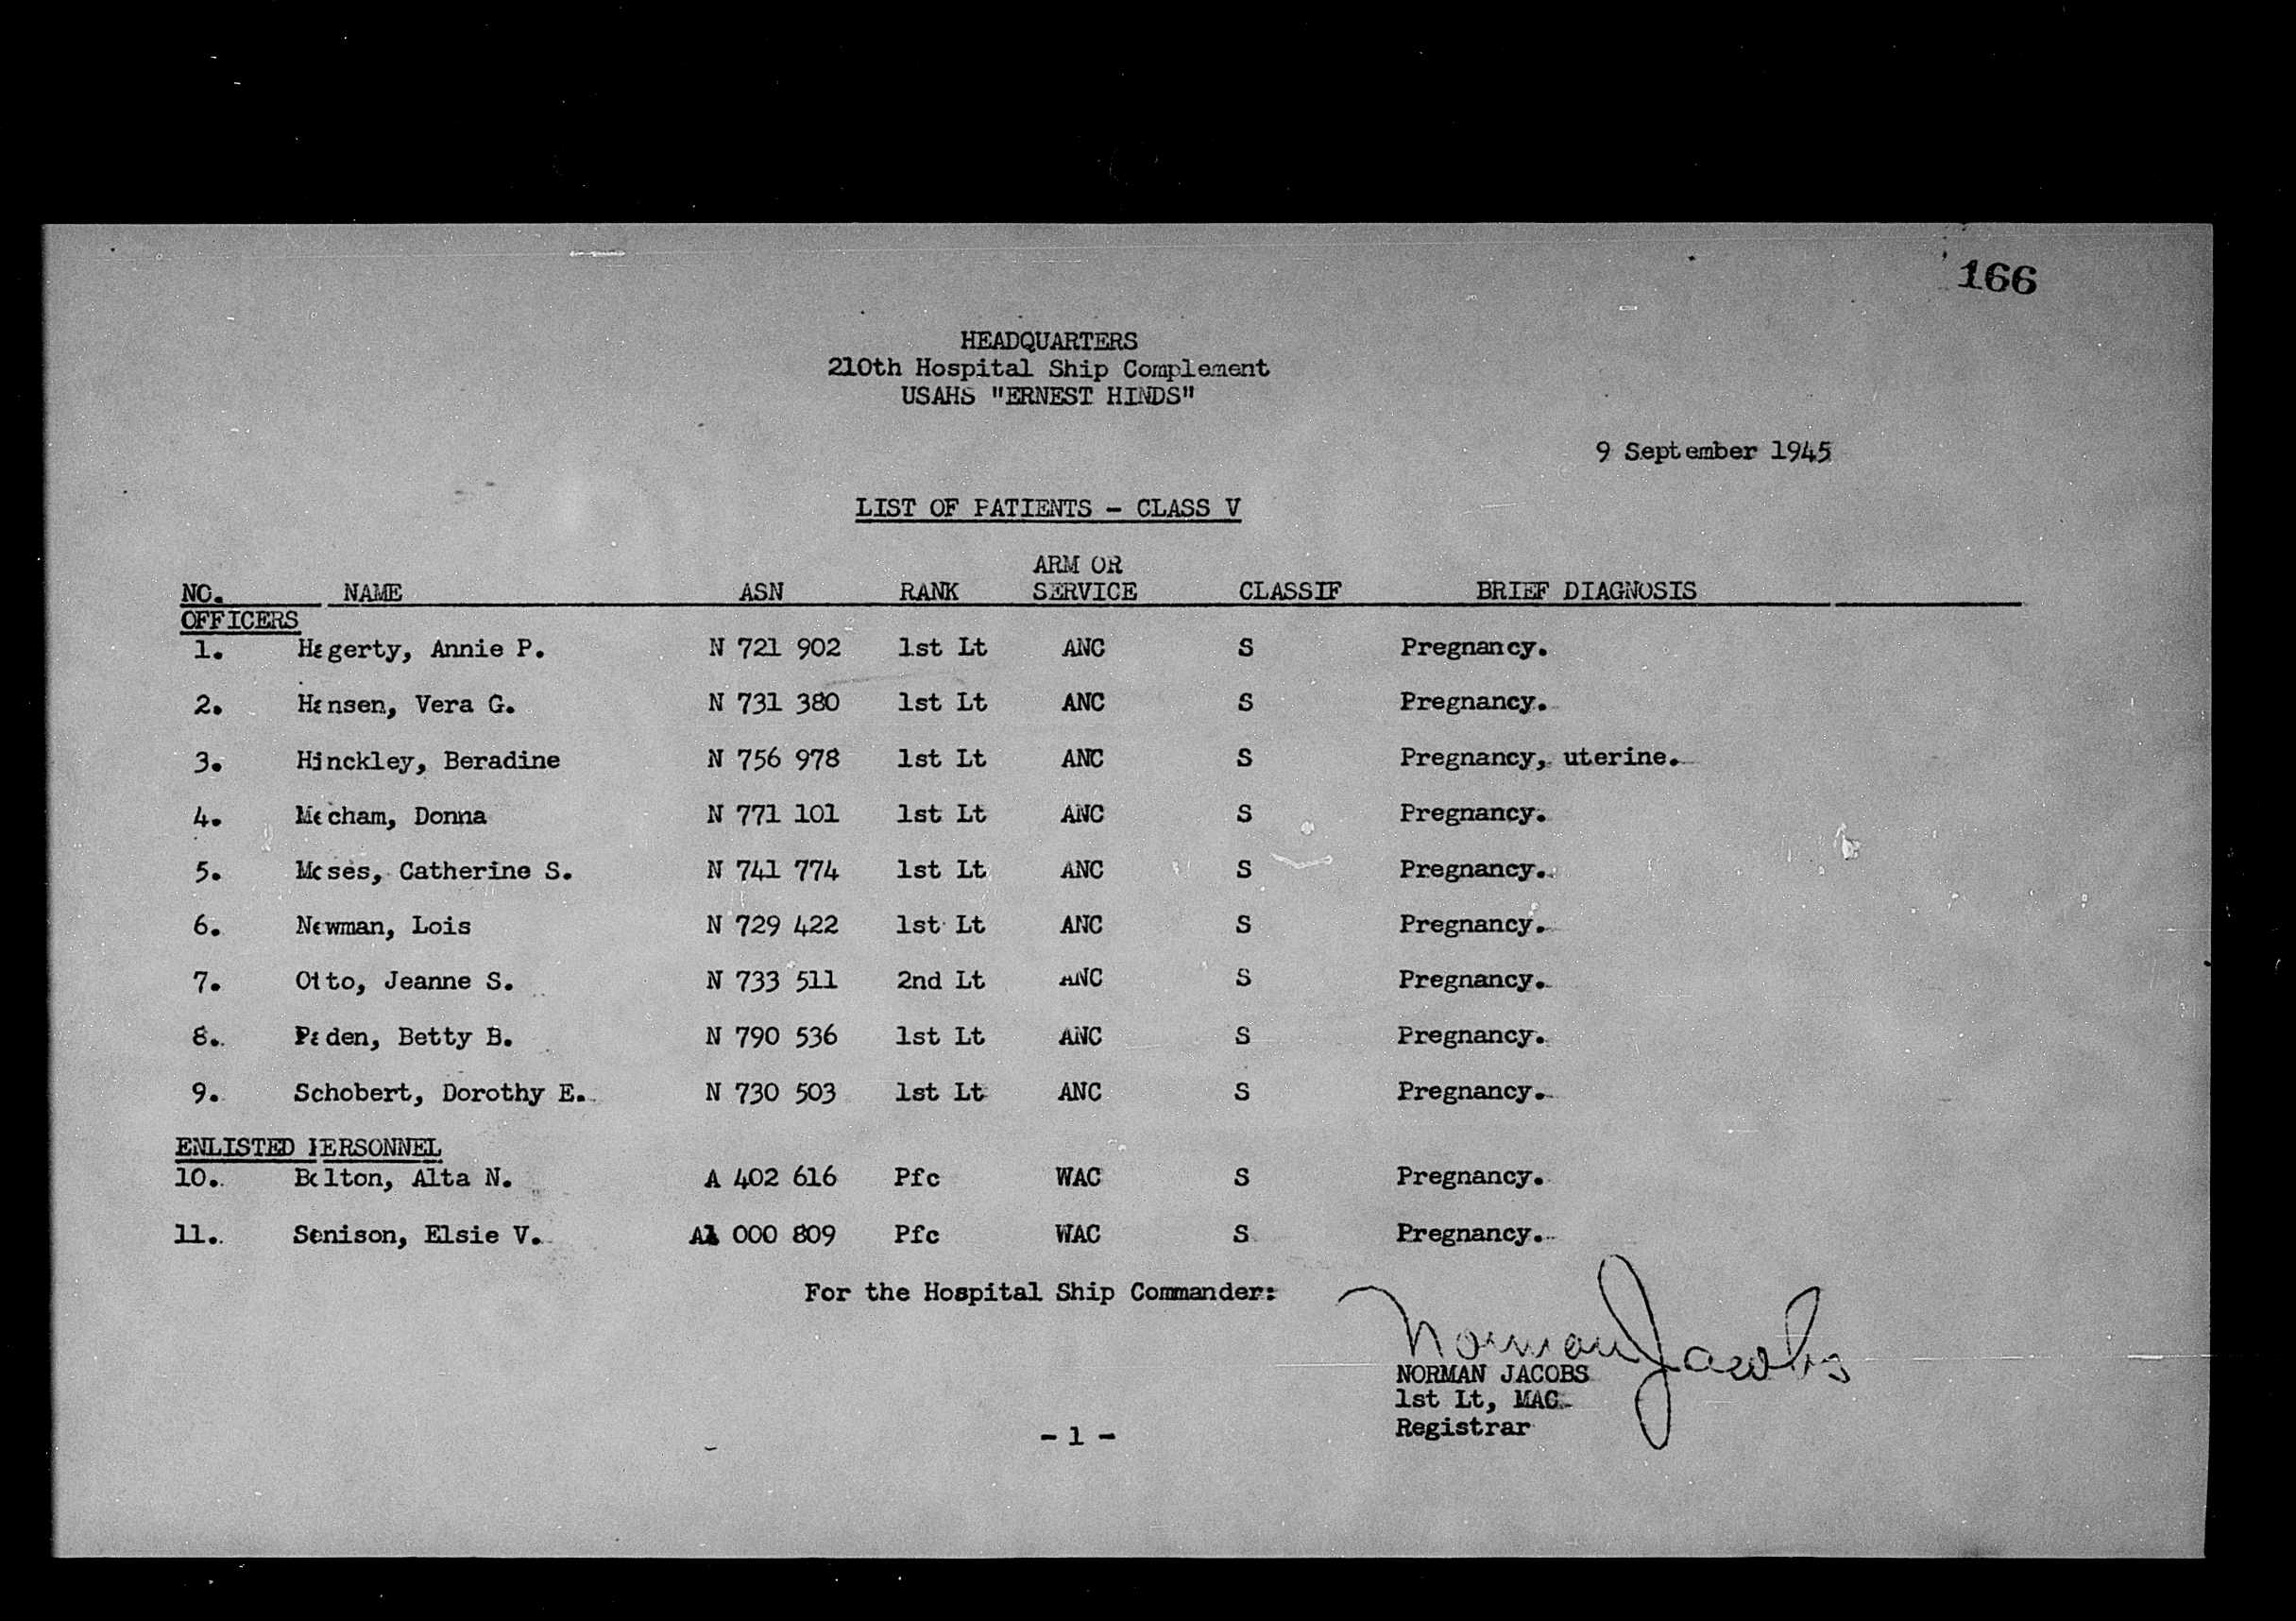 166
HEADQUARTERS
210th Hospital Ship Complement
USAHS "ERNEST HINDS"
9 September 1945
LIST OF PATIENTS - CLASS V
NO. NAME ASN RANK ARM OR SERVICE CLASSIF BRIEF DIAGNOSIS
OFFICERS
1. Hagerty, Annie P. N 721 902 1st Lt ANC S Pregnancy.
2. Hansen, Vera G. N 731 380 1st Lt ANC S Pregnancy.
3. Hinckley, Beradine N 756 978 1st Lt ANC S Pregnancy, uterine.
4. Mecham, Donna N 771 101 1st Lt ANC S Pregnancy.
5. Moses, Catherine S. N 741 774 1st Lt ANC S Pregnancy.
6. Newman, Lois N 729 422 1st Lt ANC S Pregnancy.
7. Otto, Jeanne S. N 733 511 2nd Lt ANC S Pregnancy.
8. Paden, Betty B. N 790 536 1st Lt ANC S Pregnancy.
9. Schobert, Dorothy E. N 730 503 1st Lt ANC S Pregnancy.
ENLISTED PERSONNEL
10. Bolton, Alta N. A 402 616 Pfc WAC S Pregnancy.
11. Senison, Elsie V. A1 000 809 Pfc WAC S Pregnancy.
For the Hospital Ship Commander:
Norman Jacobs
NORMAN JACOBS
1st Lt, MAC
Registrar
- 1 -